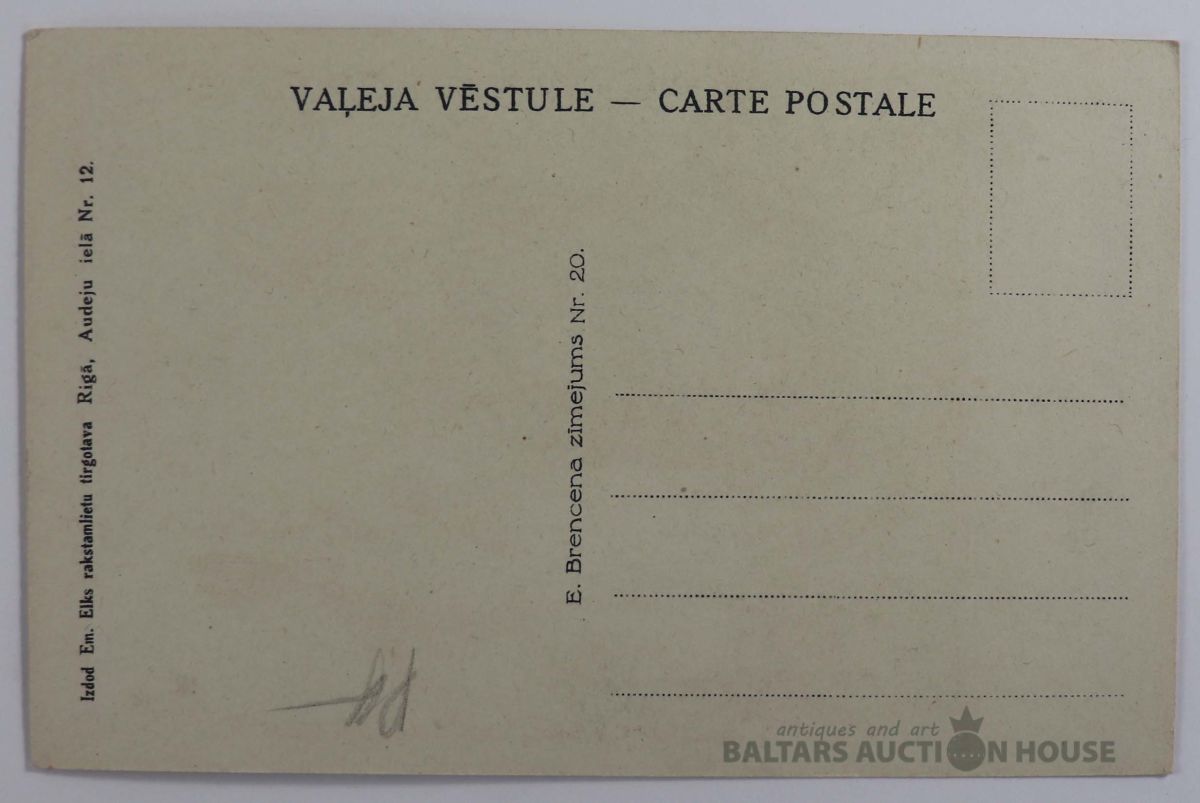 VAĻEJA VĒSTULE — CARTE POSTALE
Izdod Em. Elks rakstamlietu tirgotava Rigā, Audeju ielā Nr. 12.
E. Brencena zīmejums Nr. 20.
antiques and art
BALTARS AUCTION HOUSE